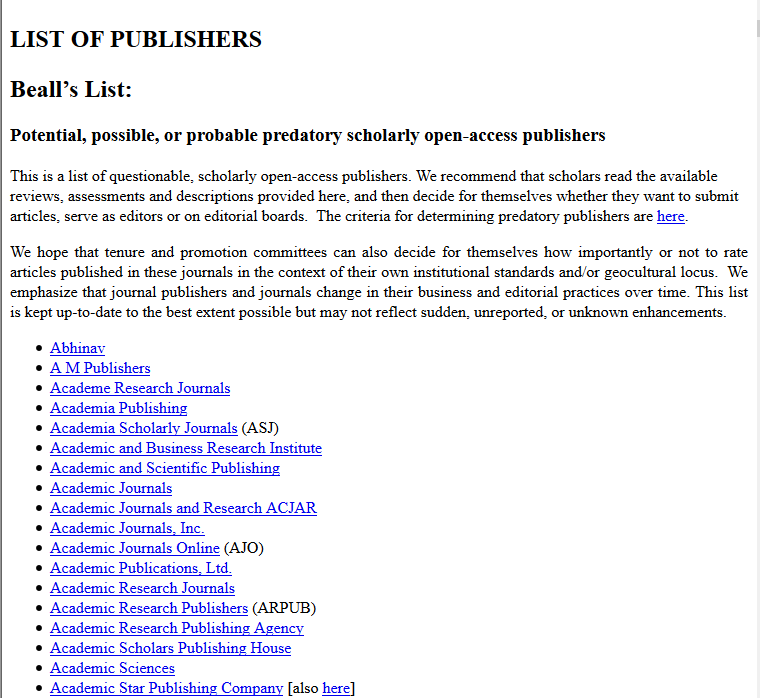 LIST OF PUBLISHERS
Beall’s List:
Potential, possible, or probable predatory scholarly open-access publishers
This is a list of questionable, scholarly open-access publishers. We recommend that scholars read the available
reviews, assessments and descriptions provided here, and then decide for themselves whether they want to submit
articles, serve as editors or on editorial boards.  The criteria for determining predatory publishers are here.
We hope that tenure and promotion committees can also decide for themselves how importantly or not to rate
articles published in these journals in the context of their own institutional standards and/or geocultural locus.  We
emphasize that journal publishers and journals change in their business and editorial practices over time. This list
is kept up-to-date to the best extent possible but may not reflect sudden, unreported, or unknown enhancements.
• Abhinav
• A M Publishers
• Academe Research Journals
• Academia Publishing
• Academia Scholarly Journals (ASJ)
• Academic and Business Research Institute
• Academic and Scientific Publishing
• Academic Journals
• Academic Journals and Research ACJAR
• Academic Journals, Inc.
• Academic Journals Online (AJO)
• Academic Publications, Ltd.
• Academic Research Journals
• Academic Research Publishers (ARPUB)
• Academic Research Publishing Agency
• Academic Scholars Publishing House
• Academic Sciences
• Academic Star Publishing Company [also here]